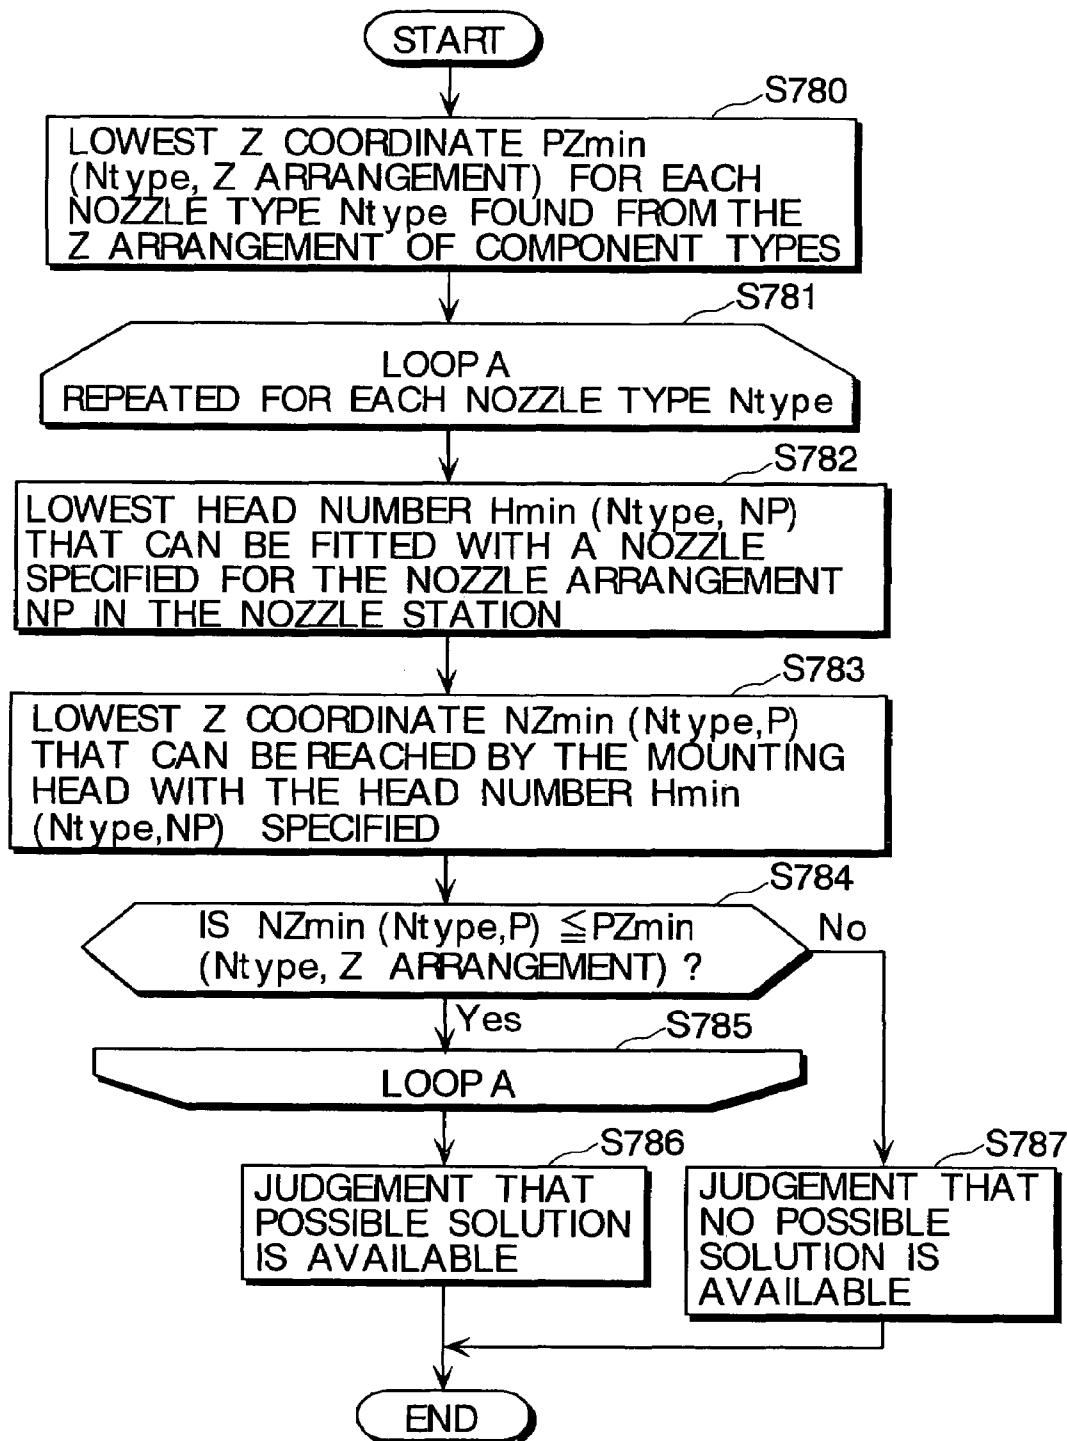 START
S780
LOWEST Z COORDINATE PZmin
(Ntype, Z ARRANGEMENT) FOR EACH
NOZZLE TYPE Ntype FOUND FROM THE
Z ARRANGEMENT OF COMPONENT TYPES
S781
LOOP A
REPEATED FOR EACH NOZZLE TYPE Ntype
S782
LOWEST HEAD NUMBER Hmin (Ntype, NP)
THAT CAN BE FITTED WITH A NOZZLE
SPECIFIED FOR THE NOZZLE ARRANGEMENT
NP IN THE NOZZLE STATION
S783
LOWEST Z COORDINATE NZmin (Ntype,P)
THAT CAN BE REACHED BY THE MOUNTING
HEAD WITH THE HEAD NUMBER Hmin
(Ntype,NP) SPECIFIED
S784
IS NZmin (Ntype,P) ≦PZmin
(Ntype, Z ARRANGEMENT) ?
No
Yes
S785
LOOP A
S786
JUDGEMENT THAT
POSSIBLE SOLUTION
IS AVAILABLE
S787
JUDGEMENT THAT
NO POSSIBLE
SOLUTION IS
AVAILABLE
END